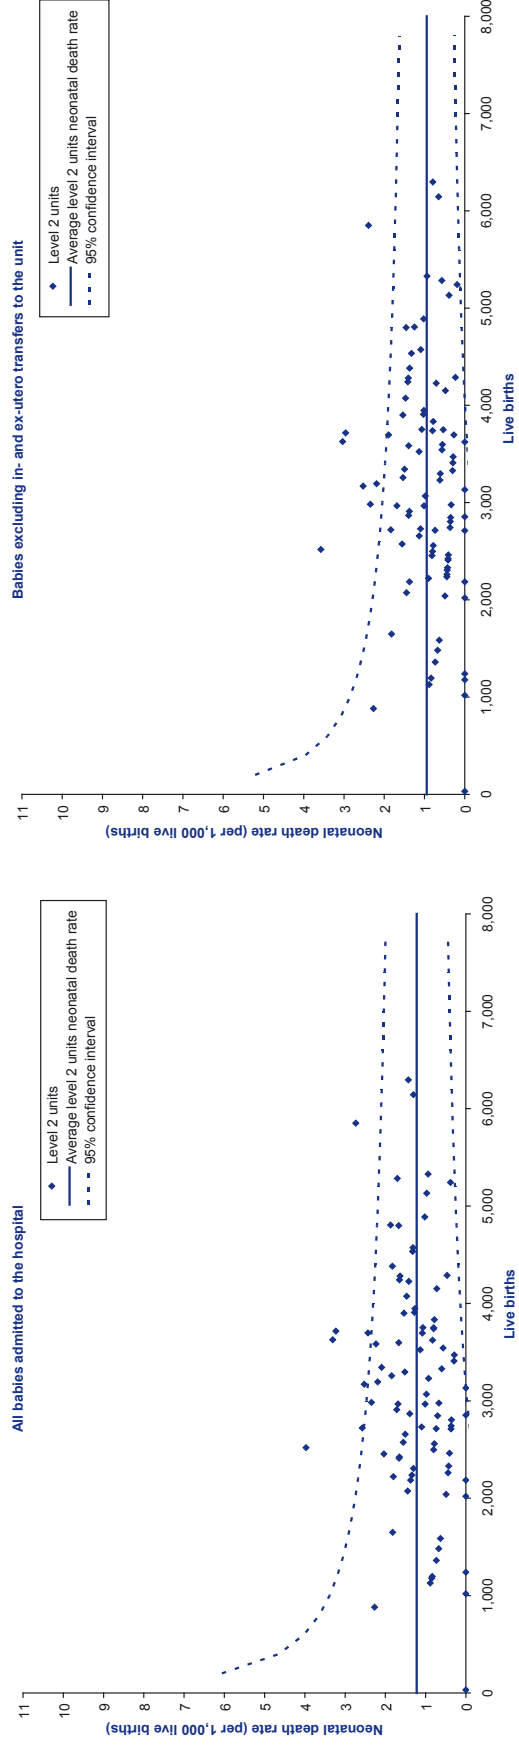 All babies admitted to the hospital
Level 2 units
Average level 2 units neonatal death rate
95% confidence interval
Neonatal death rate (per 1,000 live births)
11
10
9
8
7
6
5
4
3
2
1
0
0 1,000 2,000 3,000 4,000 5,000 6,000 7,000 8,000
Live births
Babies excluding in- and ex-utero transfers to the unit
Level 2 units
Average level 2 units neonatal death rate
95% confidence interval
Neonatal death rate (per 1,000 live births)
11
10
9
8
7
6
5
4
3
2
1
0
0 1,000 2,000 3,000 4,000 5,000 6,000 7,000 8,000
Live births